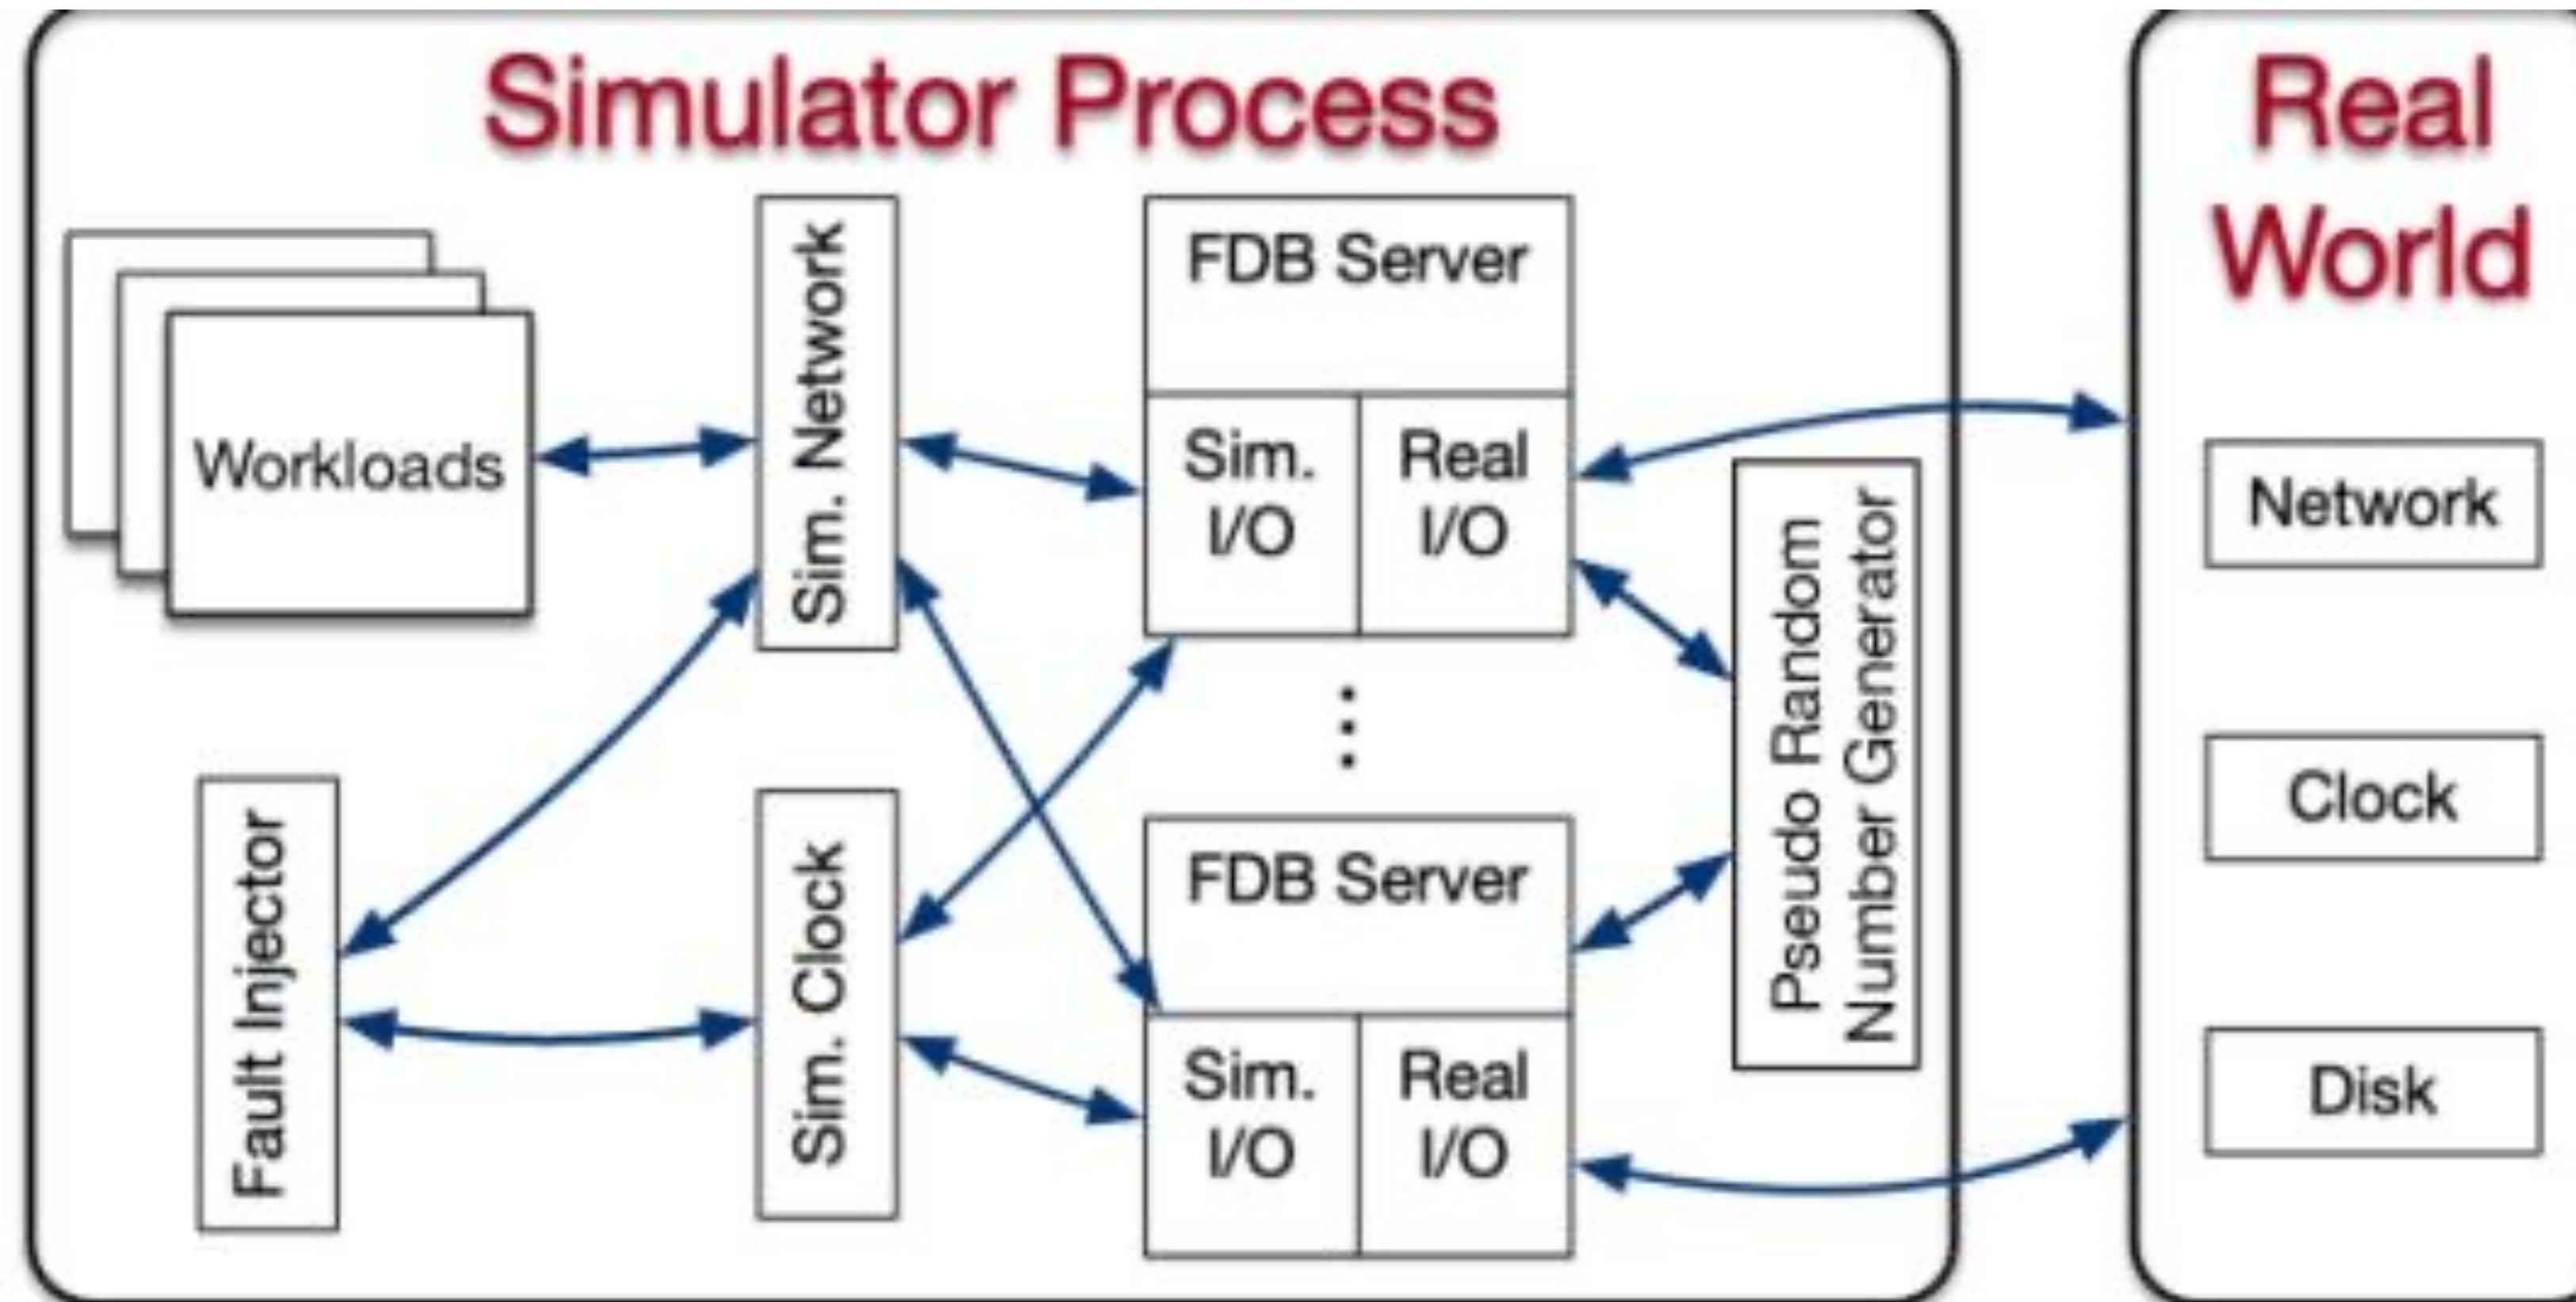 Simulator Process
Real
World
Workloads
Sim. Network
FDB Server
Sim.
I/O
Real
I/O
Pseudo Random
Number Generator
Fault Injector
Sim. Clock
FDB Server
Sim.
I/O
Real
I/O
Network
Clock
Disk